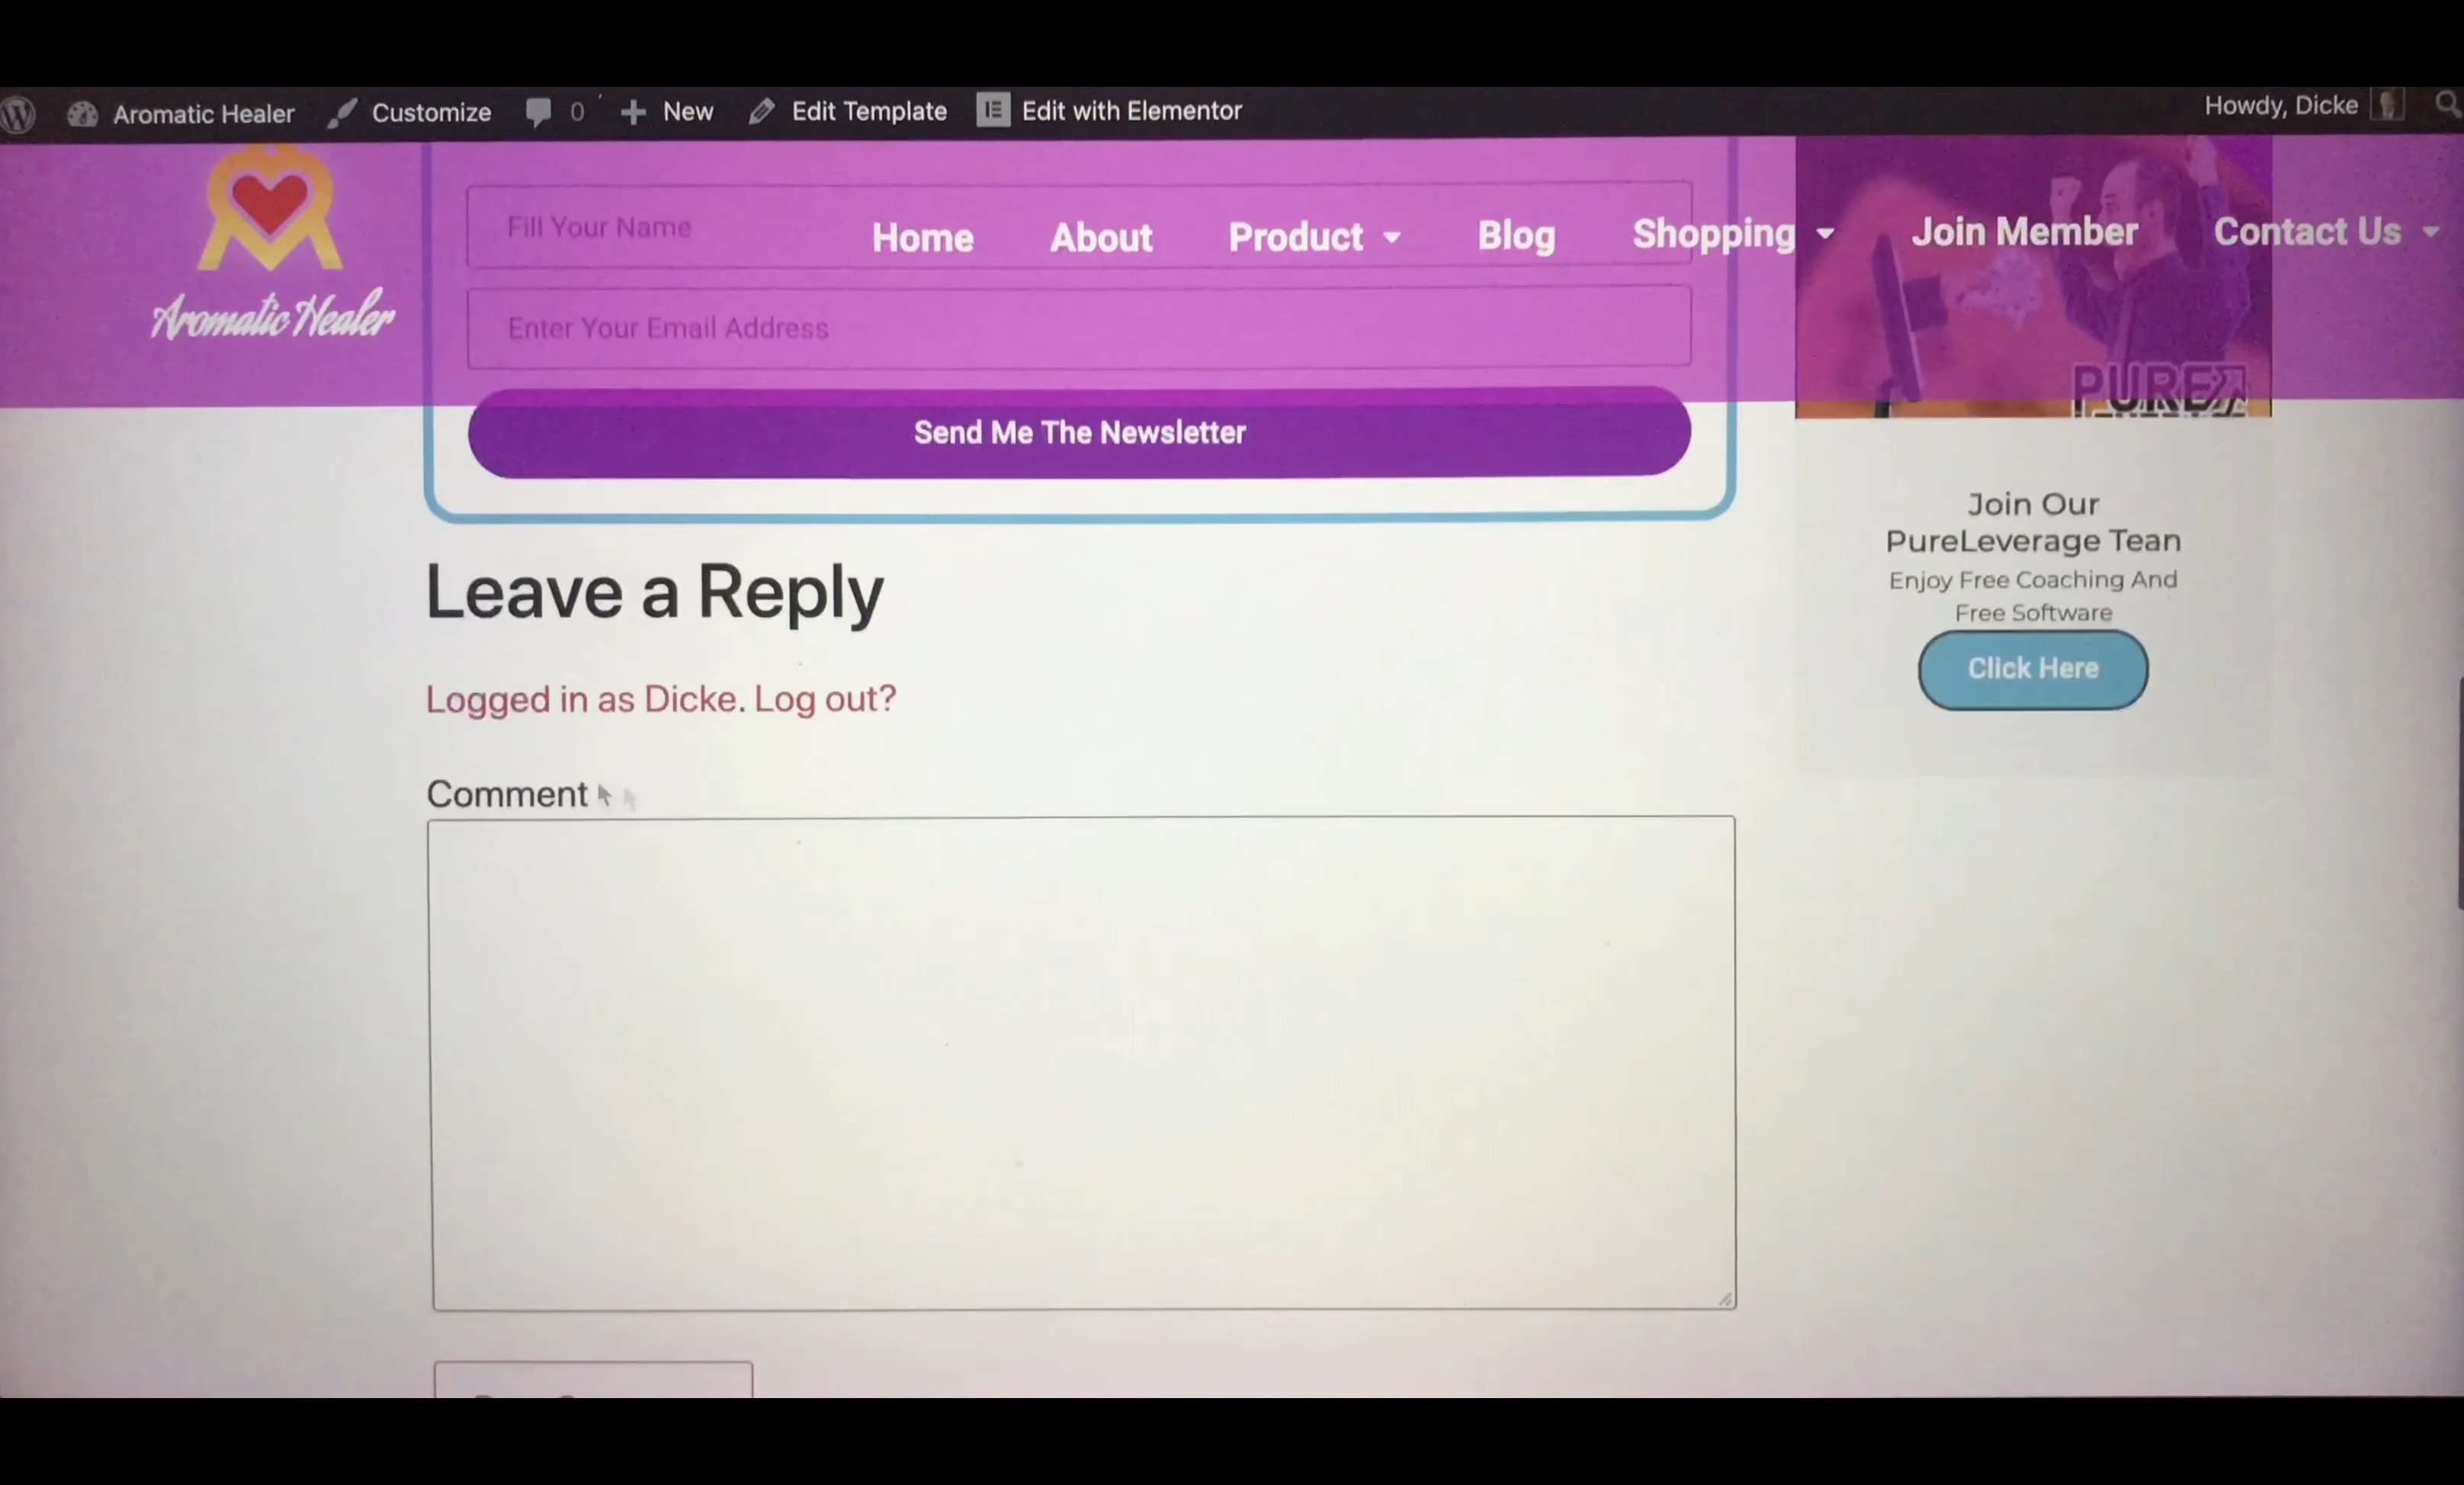 Aromatic Healer Customize 0 New Edit Template Edit with Elementor Howdy, Dicke
Aromatic Healer
Home About Product Blog Shopping Join Member Contact Us
Fill Your Name
Enter Your Email Address
Send Me The Newsletter
PURE
Join Our
PureLeverage Tean
Enjoy Free Coaching And
Free Software
Click Here
Leave a Reply
Logged in as Dicke. Log out?
Comment